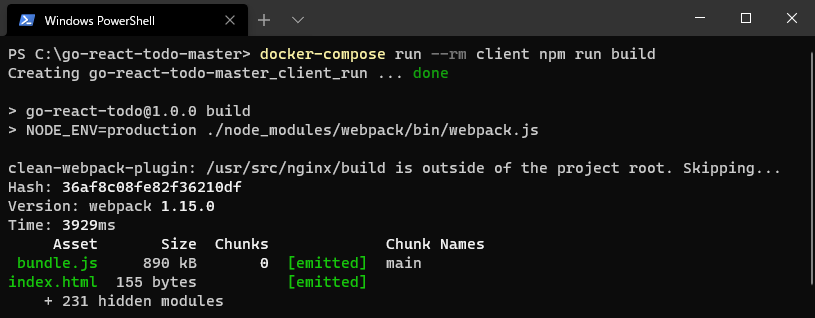 Windows PowerShell
PS C:\go-react-todo-master> docker-compose run --rm client npm run build
Creating go-react-todo-master_client_run ... done
> go-react-todo@1.0.0 build
> NODE_ENV=production ./node_modules/webpack/bin/webpack.js
clean-webpack-plugin: /usr/src/nginx/build is outside of the project root. Skipping...
Hash: 36af8c08fe82f36210df
Version: webpack 1.15.0
Time: 3929ms
     Asset       Size  Chunks             Chunk Names
 bundle.js     890 kB       0  [emitted]  main
index.html  155 bytes          [emitted]
    + 231 hidden modules